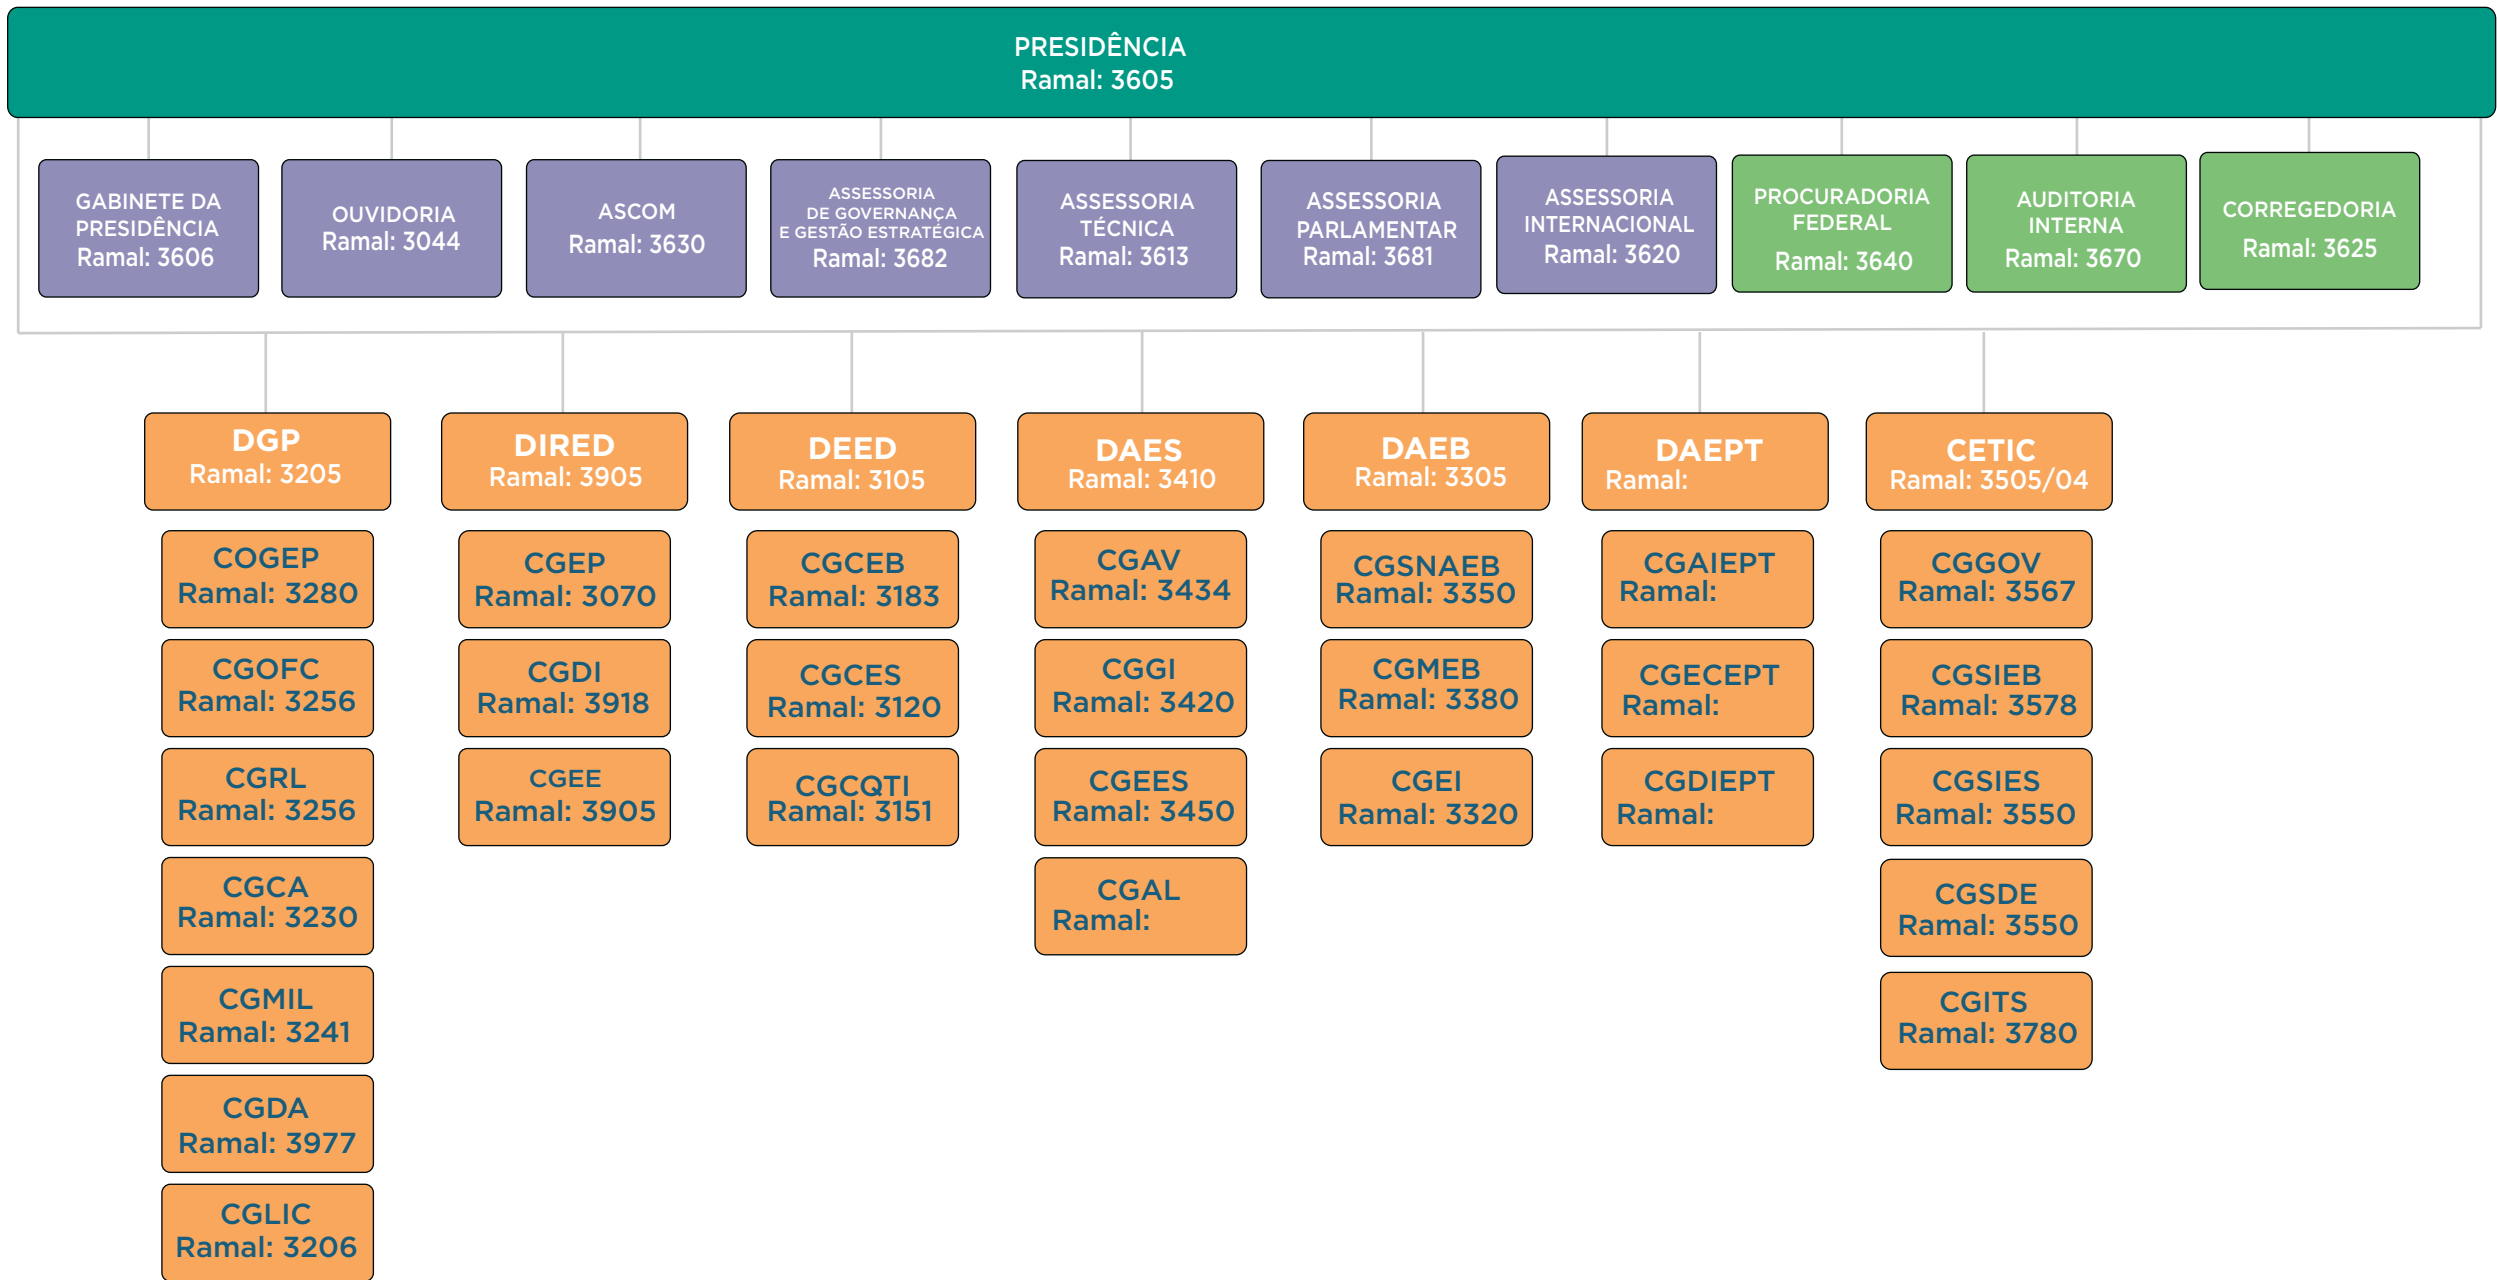 PRESIDÊNCIA
Ramal: 3605
GABINETE DA
PRESIDÊNCIA
Ramal: 3606
OUVIDORIA
Ramal: 3044
ASCOM
Ramal: 3630
ASSESSORIA
DE GOVERNANÇA
E GESTÃO ESTRATÉGICA
Ramal: 3682
ASSESSORIA
TÉCNICA
Ramal: 3613
ASSESSORIA
PARLAMENTAR
Ramal: 3681
ASSESSORIA
INTERNACIONAL
Ramal: 3620
PROCURADORIA
FEDERAL
Ramal: 3640
AUDITORIA
INTERNA
Ramal: 3670
CORREGEDORIA
Ramal: 3625
DGP
Ramal: 3205
COGEP
Ramal: 3280
CGOFC
Ramal: 3256
CGRL
Ramal: 3256
CGCA
Ramal: 3230
CGMIL
Ramal: 3241
CGDA
Ramal: 3977
CGLIC
Ramal: 3206
DIRED
Ramal: 3905
CGEP
Ramal: 3070
CGDI
Ramal: 3918
CGEE
Ramal: 3905
DEED
Ramal: 3105
CGCEB
Ramal: 3183
CGCES
Ramal: 3120
CGCQTI
Ramal: 3151
DAES
Ramal: 3410
CGAV
Ramal: 3434
CGGI
Ramal: 3420
CGEES
Ramal: 3450
CGAL
Ramal:
DAEB
Ramal: 3305
CGSNAEB
Ramal: 3350
CGMEB
Ramal: 3380
CGEI
Ramal: 3320
DAEPT
Ramal:
CGAIEPT
Ramal:
CGECEPT
Ramal:
CGDIEPT
Ramal:
CETIC
Ramal: 3505/04
CGGOV
Ramal: 3567
CGSIEB
Ramal: 3578
CGSIES
Ramal: 3550
CGSDE
Ramal: 3550
CGITS
Ramal: 3780